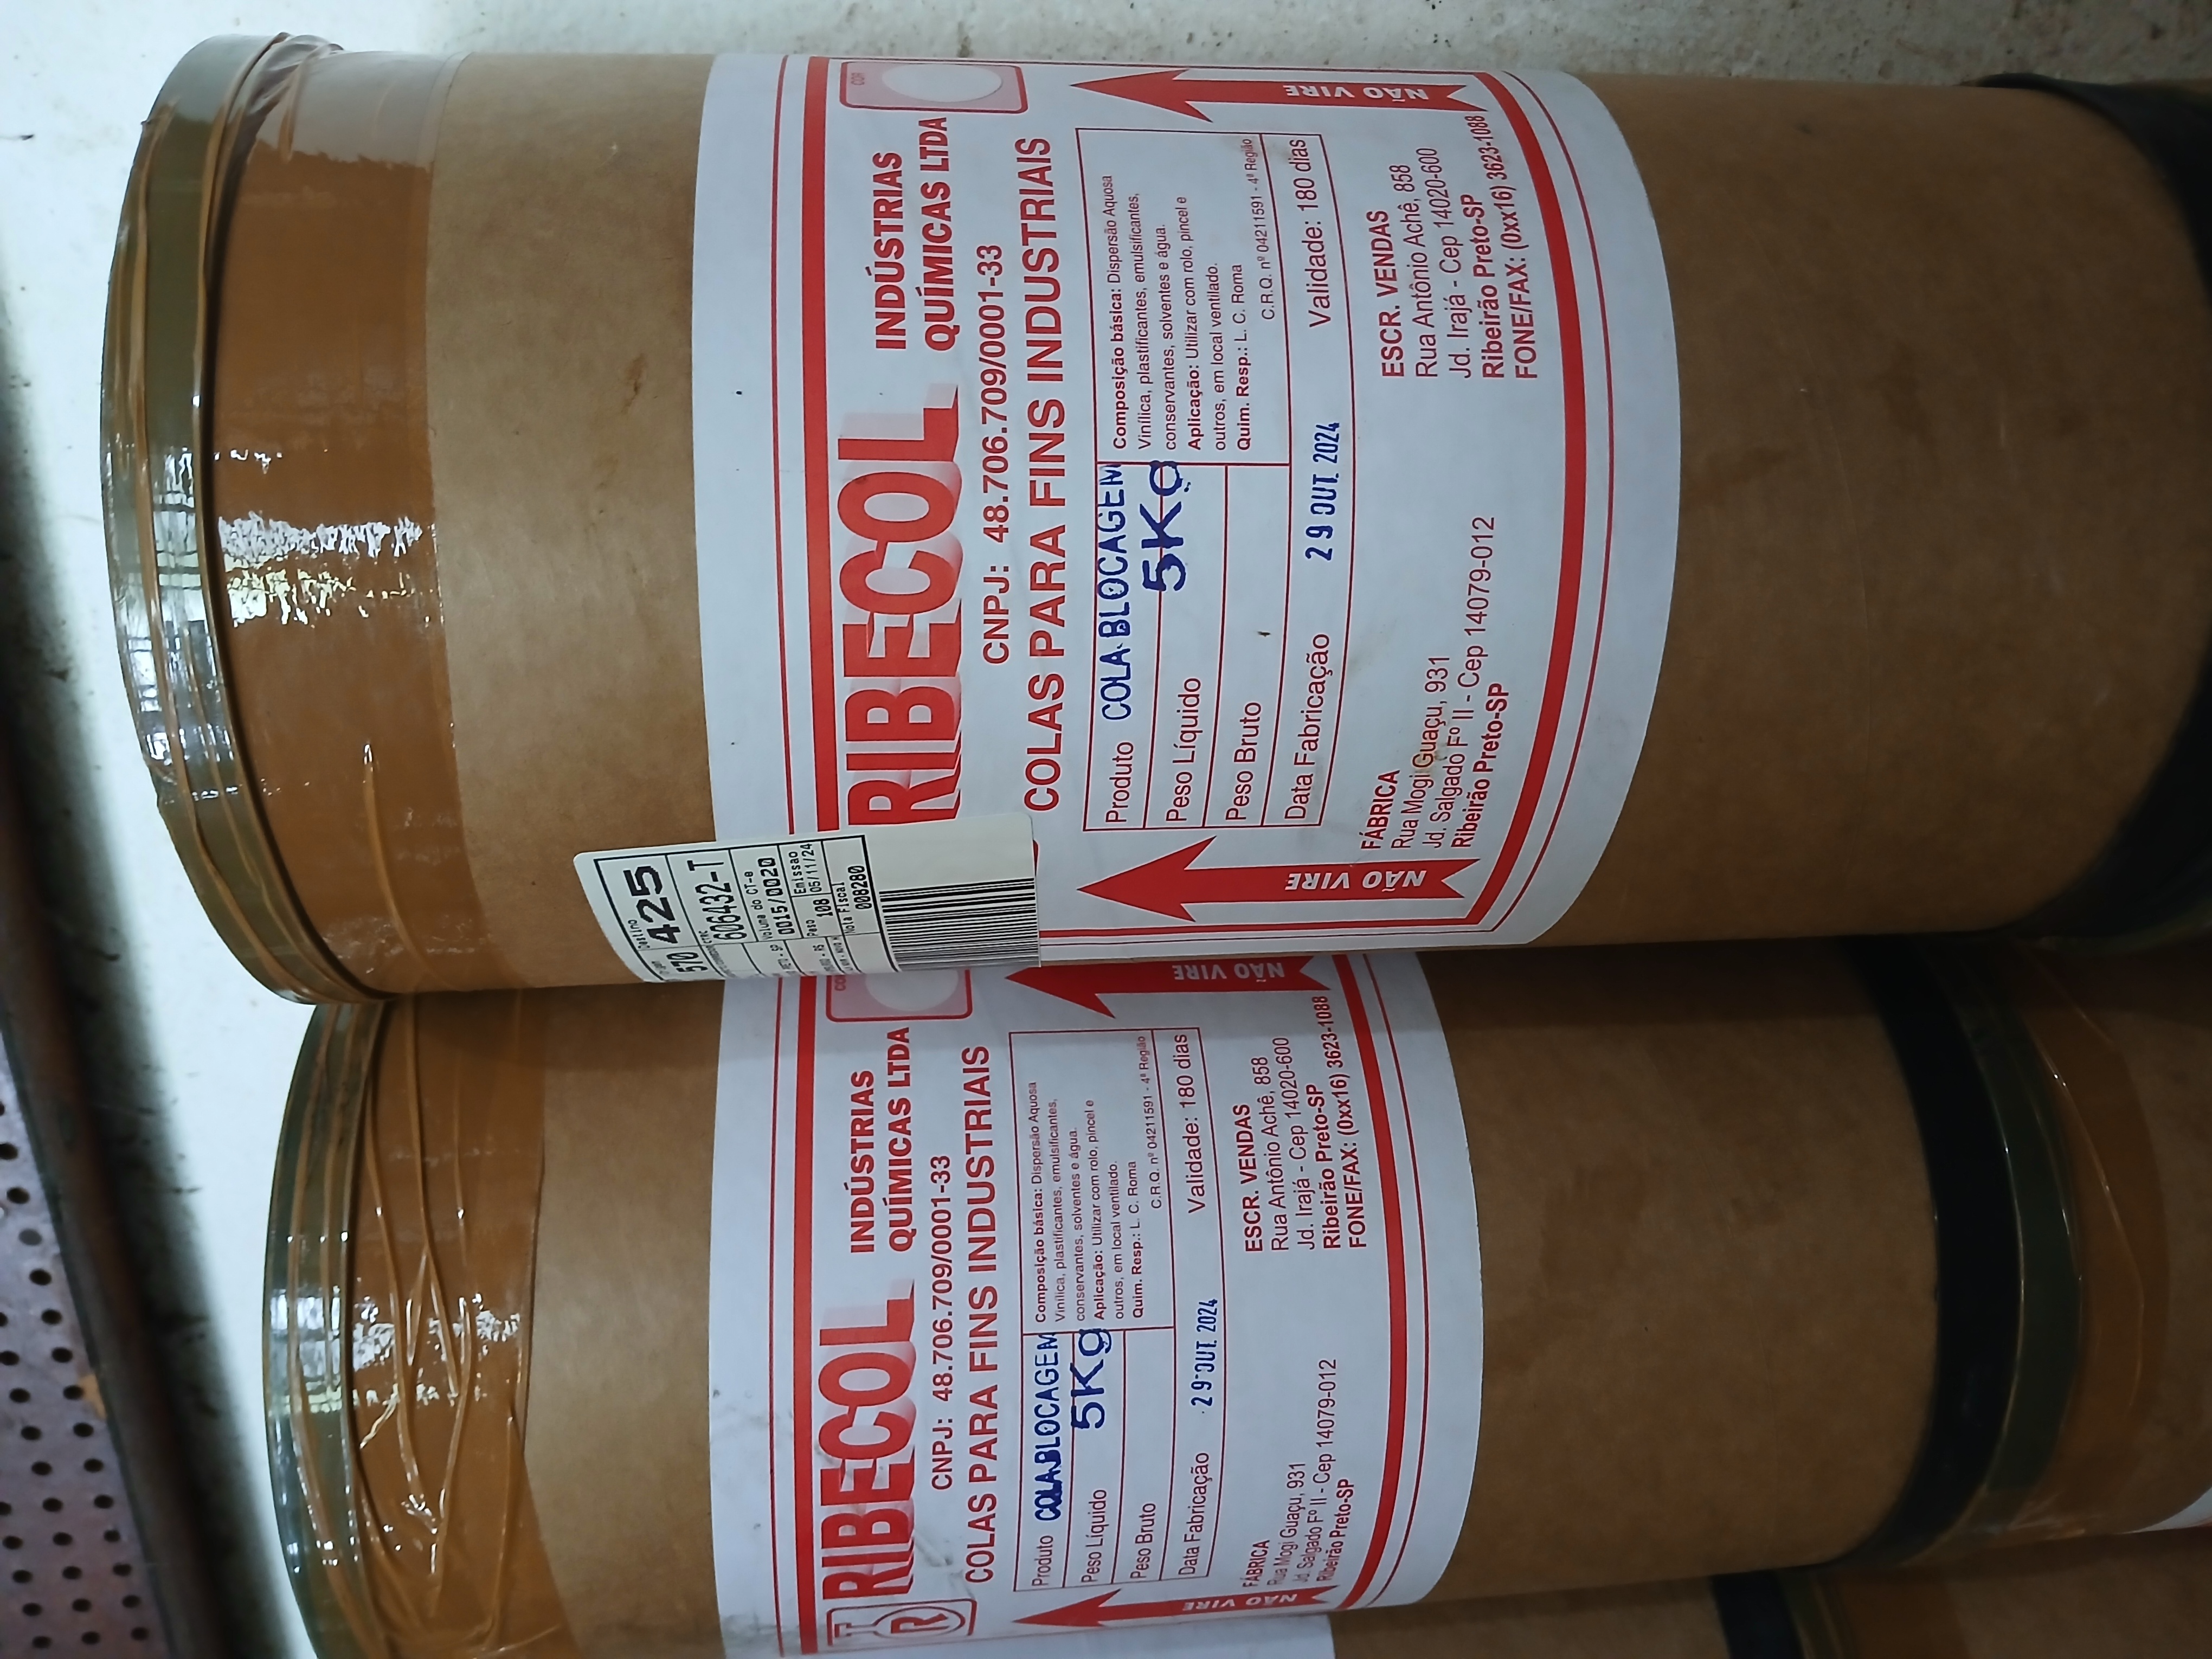 RIBECOL INDÚSTRIAS
QUÍMICAS LTDA
COR
CNPJ: 48.706.709/0001-33
COLAS PARA FINS INDUSTRIAIS
NÃO VIRE
Produto COLA BLOCAGEM
Peso Líquido 5Kg
Peso Bruto
Composição básica: Dispersão Aquosa
Vinílica, plastificantes, emulsificantes,
conservantes, solventes e água.
Aplicação: Utilizar com rolo, pincel e
outros, em local ventilado.
Quim. Resp.: L. C. Roma
C.R.Q. nº 04211591 - 4ª Região
Data Fabricação 29 OUT. 2024 Validade: 180 dias
NÃO VIRE
FÁBRICA
Rua Mogi Guaçu, 931
Jd. Salgado Fº II - Cep 14079-012
Ribeirão Preto-SP
ESCR. VENDAS
Rua Antônio Achê, 858
Jd. Irajá - Cep 14020-600
Ribeirão Preto-SP
FONE/FAX: (0xx16) 3623-1088
Destino
570 425
60642-T
Volume do CT-e
0015/0020
Peso Emissao
108 05/11/24
Nota Fiscal
008280
R RIBECOL INDÚSTRIAS
QUÍMICAS LTDA
CNPJ: 48.706.709/0001-33
COLAS PARA FINS INDUSTRIAIS
NÃO VIRE
Produto COLA BLOCAGEM
Peso Líquido 5Kg
Peso Bruto
Composição básica: Dispersão Aquosa
Vinílica, plastificantes, emulsificantes,
conservantes, solventes e água.
Aplicação: Utilizar com rolo, pincel e
outros, em local ventilado.
Quim. Resp.: L. C. Roma
C.R.Q. nº 04211591 - 4ª Região
Data Fabricação 29 OUT. 2024 Validade: 180 dias
NÃO VIRE
FÁBRICA
Rua Mogi Guaçu, 931
Jd. Salgado Fº II - Cep 14079-012
Ribeirão Preto-SP
ESCR. VENDAS
Rua Antônio Achê, 858
Jd. Irajá - Cep 14020-600
Ribeirão Preto-SP
FONE/FAX: (0xx16) 3623-1088